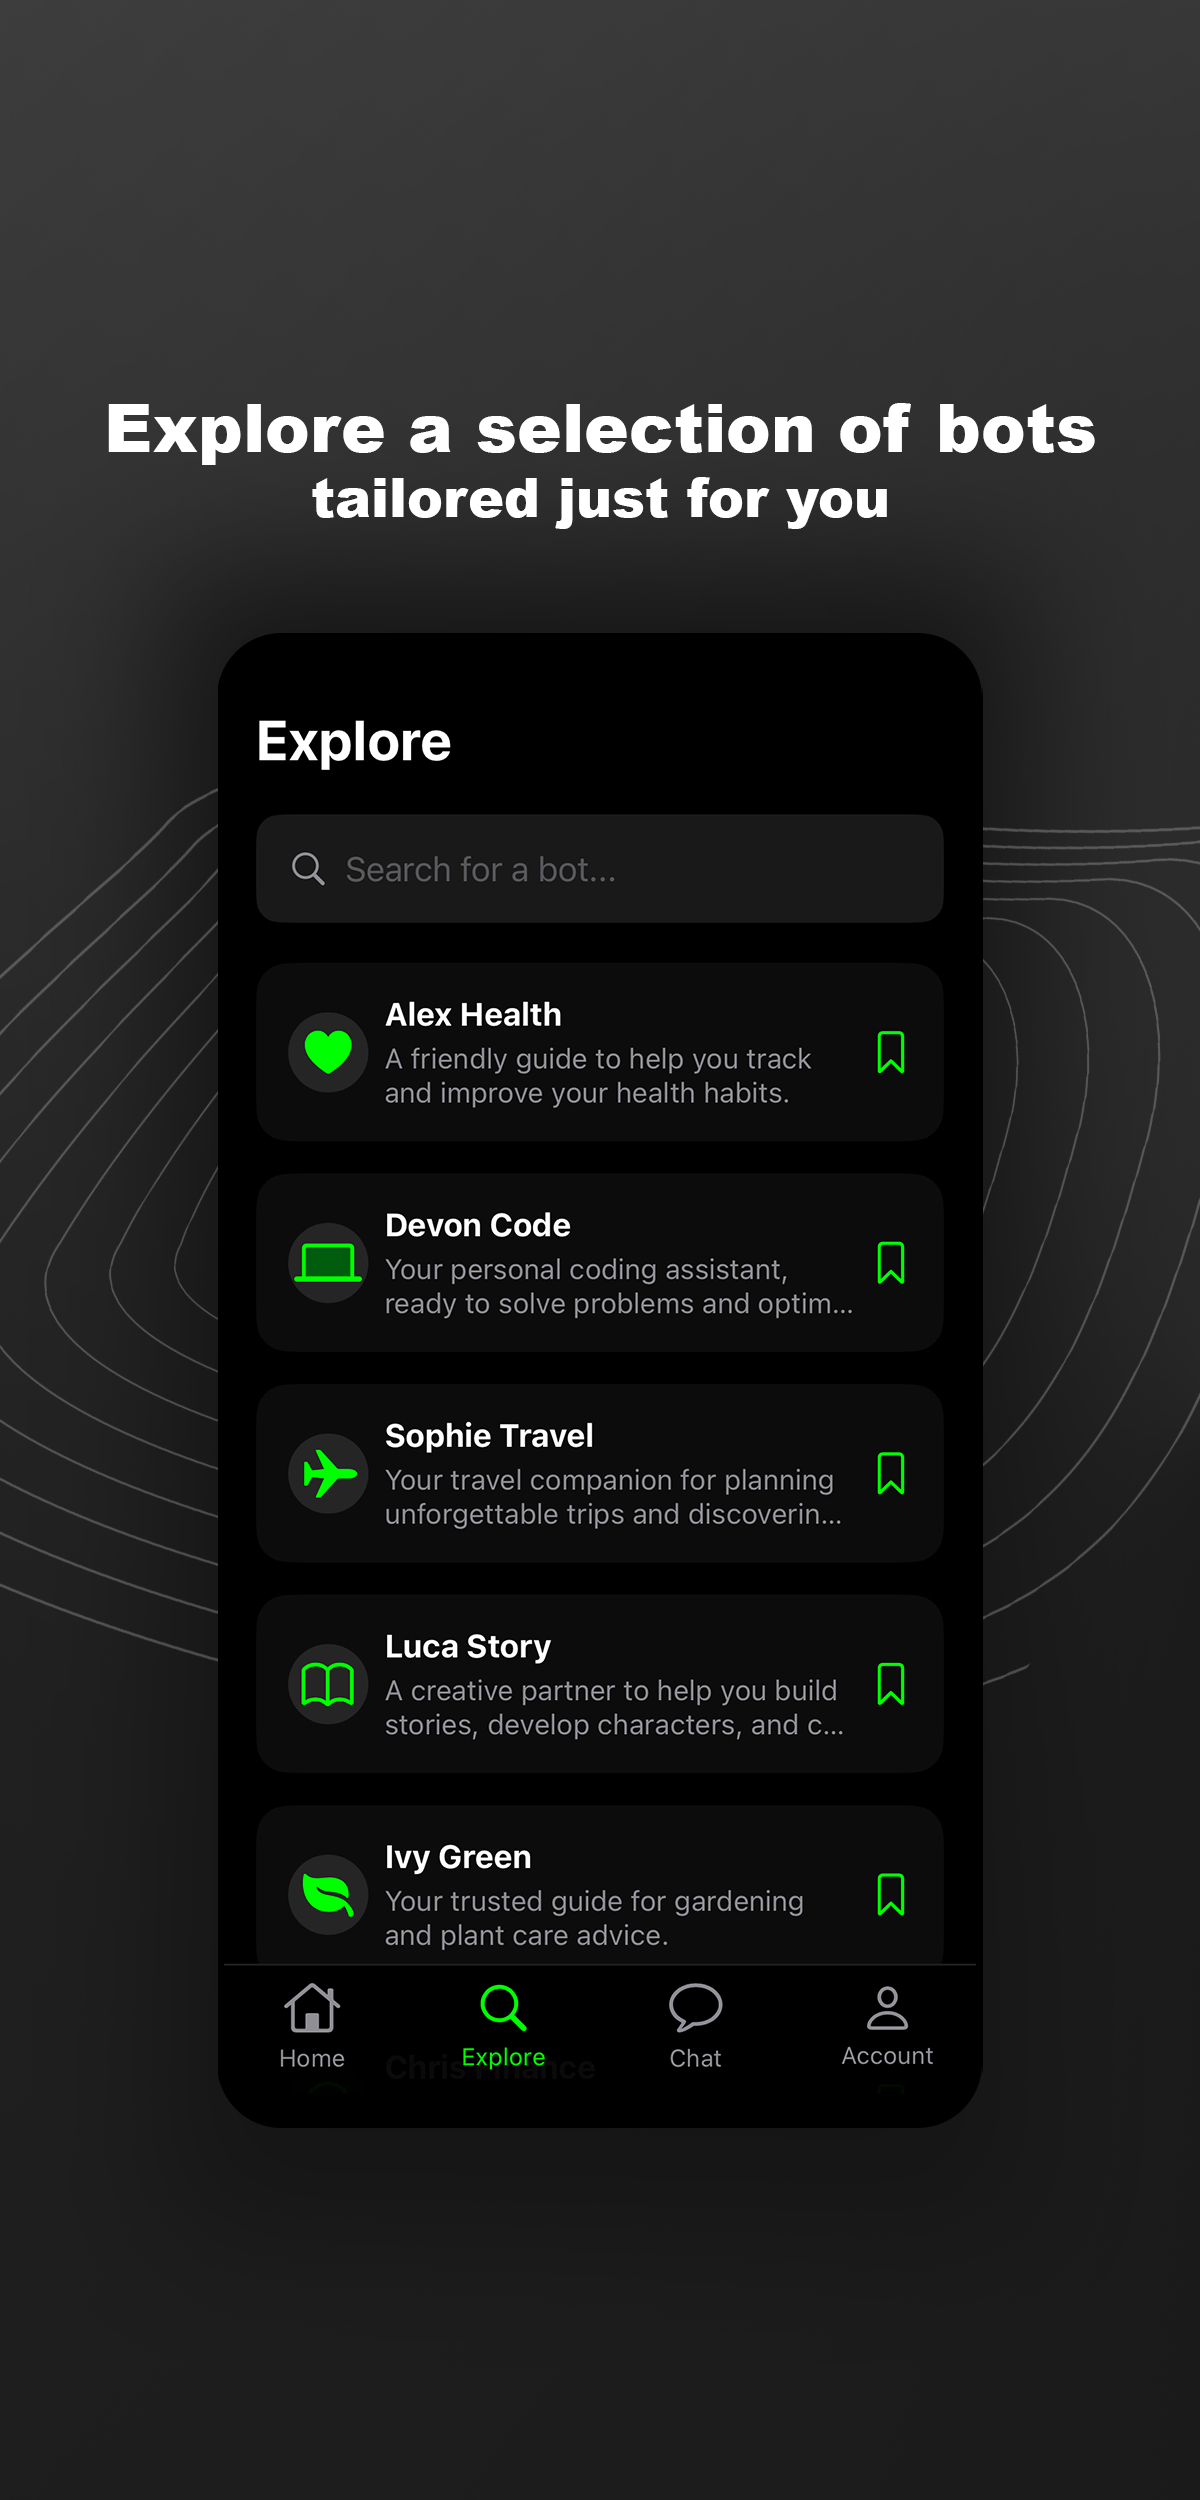 Explore a selection of bots
tailored just for you
Explore
Search for a bot...
Alex Health
A friendly guide to help you track
and improve your health habits.
Devon Code
Your personal coding assistant,
ready to solve problems and optim...
Sophie Travel
Your travel companion for planning
unforgettable trips and discoverin...
Luca Story
A creative partner to help you build
stories, develop characters, and c...
Ivy Green
Your trusted guide for gardening
and plant care advice.
Chris Finance
Home
Explore
Chat
Account